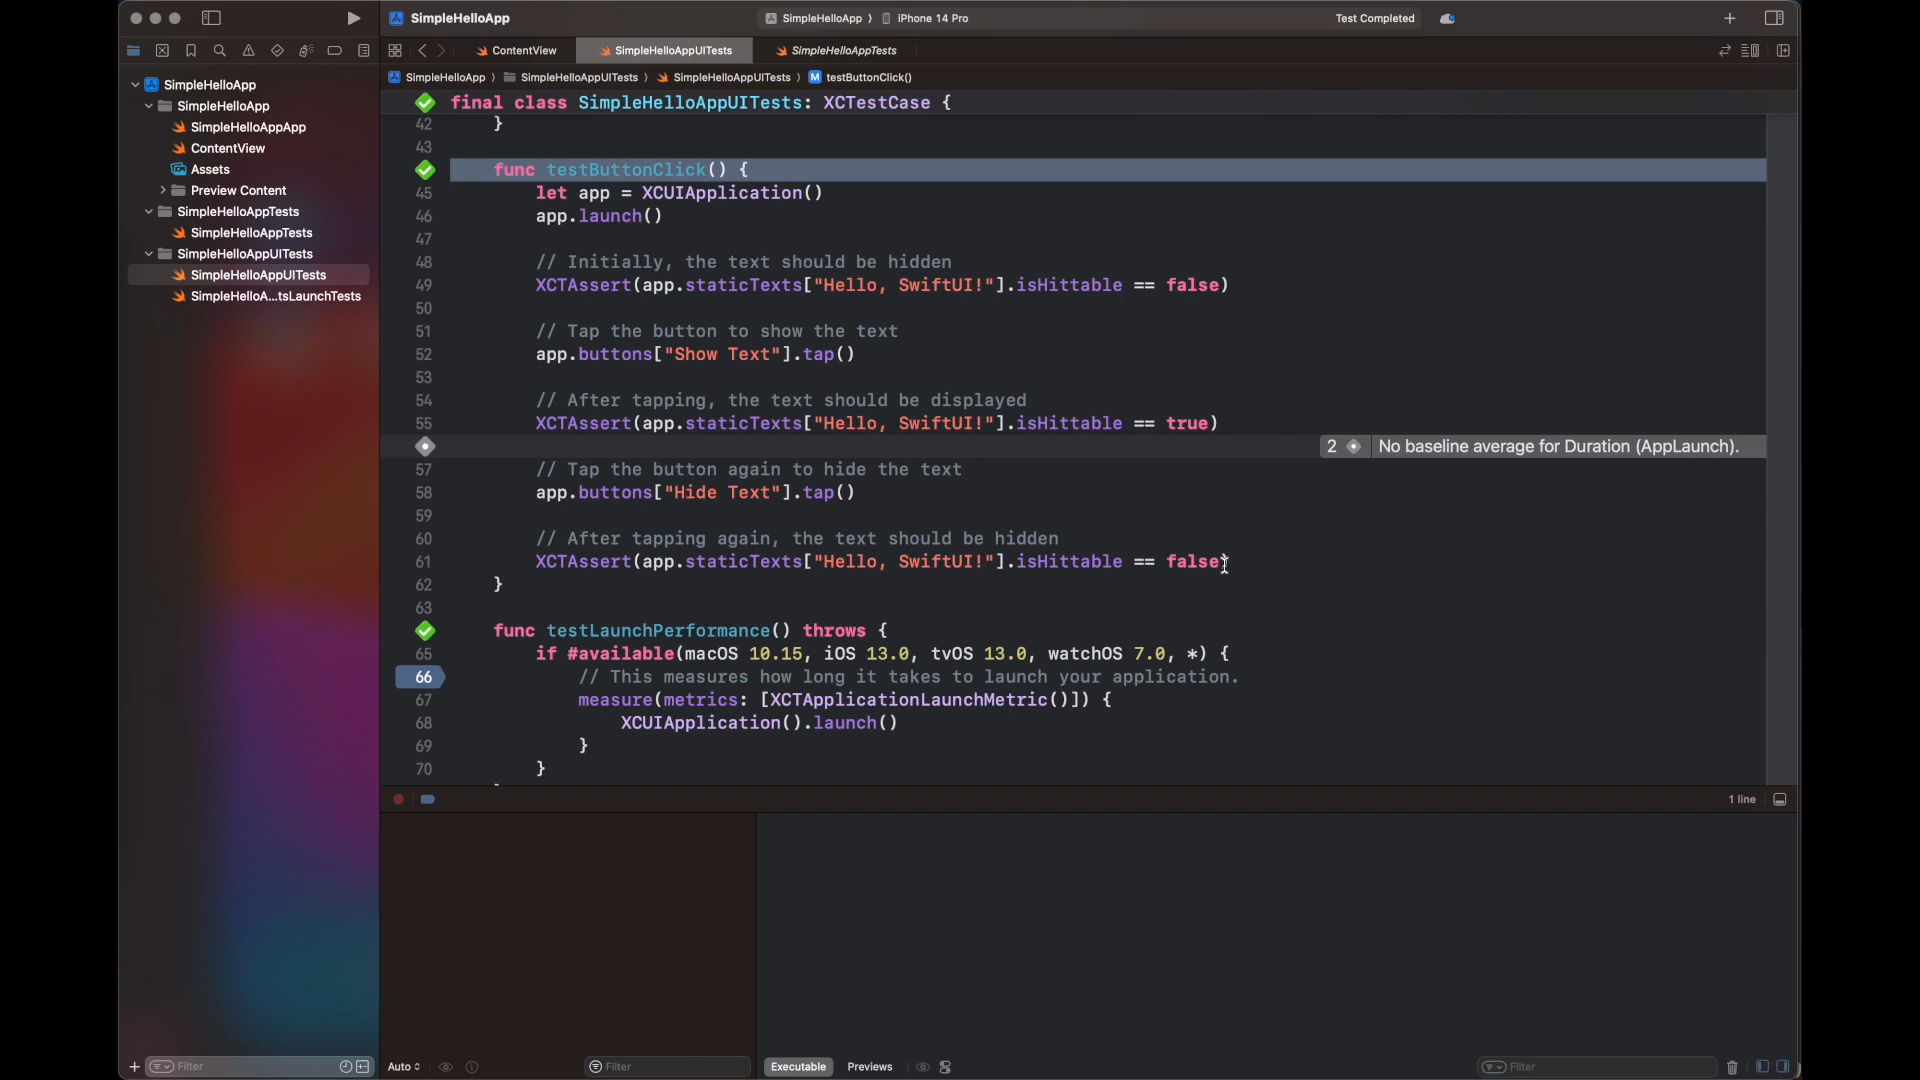 SimpleHelloApp
SimpleHelloApp
iPhone 14 Pro
Test Completed
ContentView
SimpleHelloAppUITests
SimpleHelloAppTests
SimpleHelloApp
SimpleHelloAppUITests
SimpleHelloAppUITests
M testButtonClick()
SimpleHelloApp
SimpleHelloApp
SimpleHelloAppApp
ContentView
Assets
Preview Content
SimpleHelloAppTests
SimpleHelloAppTests
SimpleHelloAppUITests
SimpleHelloAppUITests
SimpleHelloA...tsLaunchTests
final class SimpleHelloAppUITests: XCTestCase {
42 }
43
func testButtonClick() {
45 let app = XCUIApplication()
46 app.launch()
47
48 // Initially, the text should be hidden
49 XCTAssert(app.staticTexts["Hello, SwiftUI!"].isHittable == false)
50
51 // Tap the button to show the text
52 app.buttons["Show Text"].tap()
53
54 // After tapping, the text should be displayed
55 XCTAssert(app.staticTexts["Hello, SwiftUI!"].isHittable == true)
2 No baseline average for Duration (AppLaunch).
57 // Tap the button again to hide the text
58 app.buttons["Hide Text"].tap()
59
60 // After tapping again, the text should be hidden
61 XCTAssert(app.staticTexts["Hello, SwiftUI!"].isHittable == false)
62 }
63
func testLaunchPerformance() throws {
65 if #available(macOS 10.15, iOS 13.0, tvOS 13.0, watchOS 7.0, *) {
66 // This measures how long it takes to launch your application.
67 measure(metrics: [XCTApplicationLaunchMetric()]) {
68 XCUIApplication().launch()
69 }
70 }
1 line
Filter
Auto
Filter
Executable
Previews
Filter